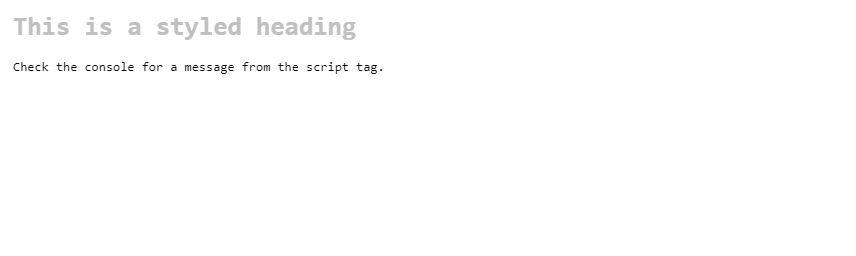 This is a styled heading
Check the console for a message from the script tag.